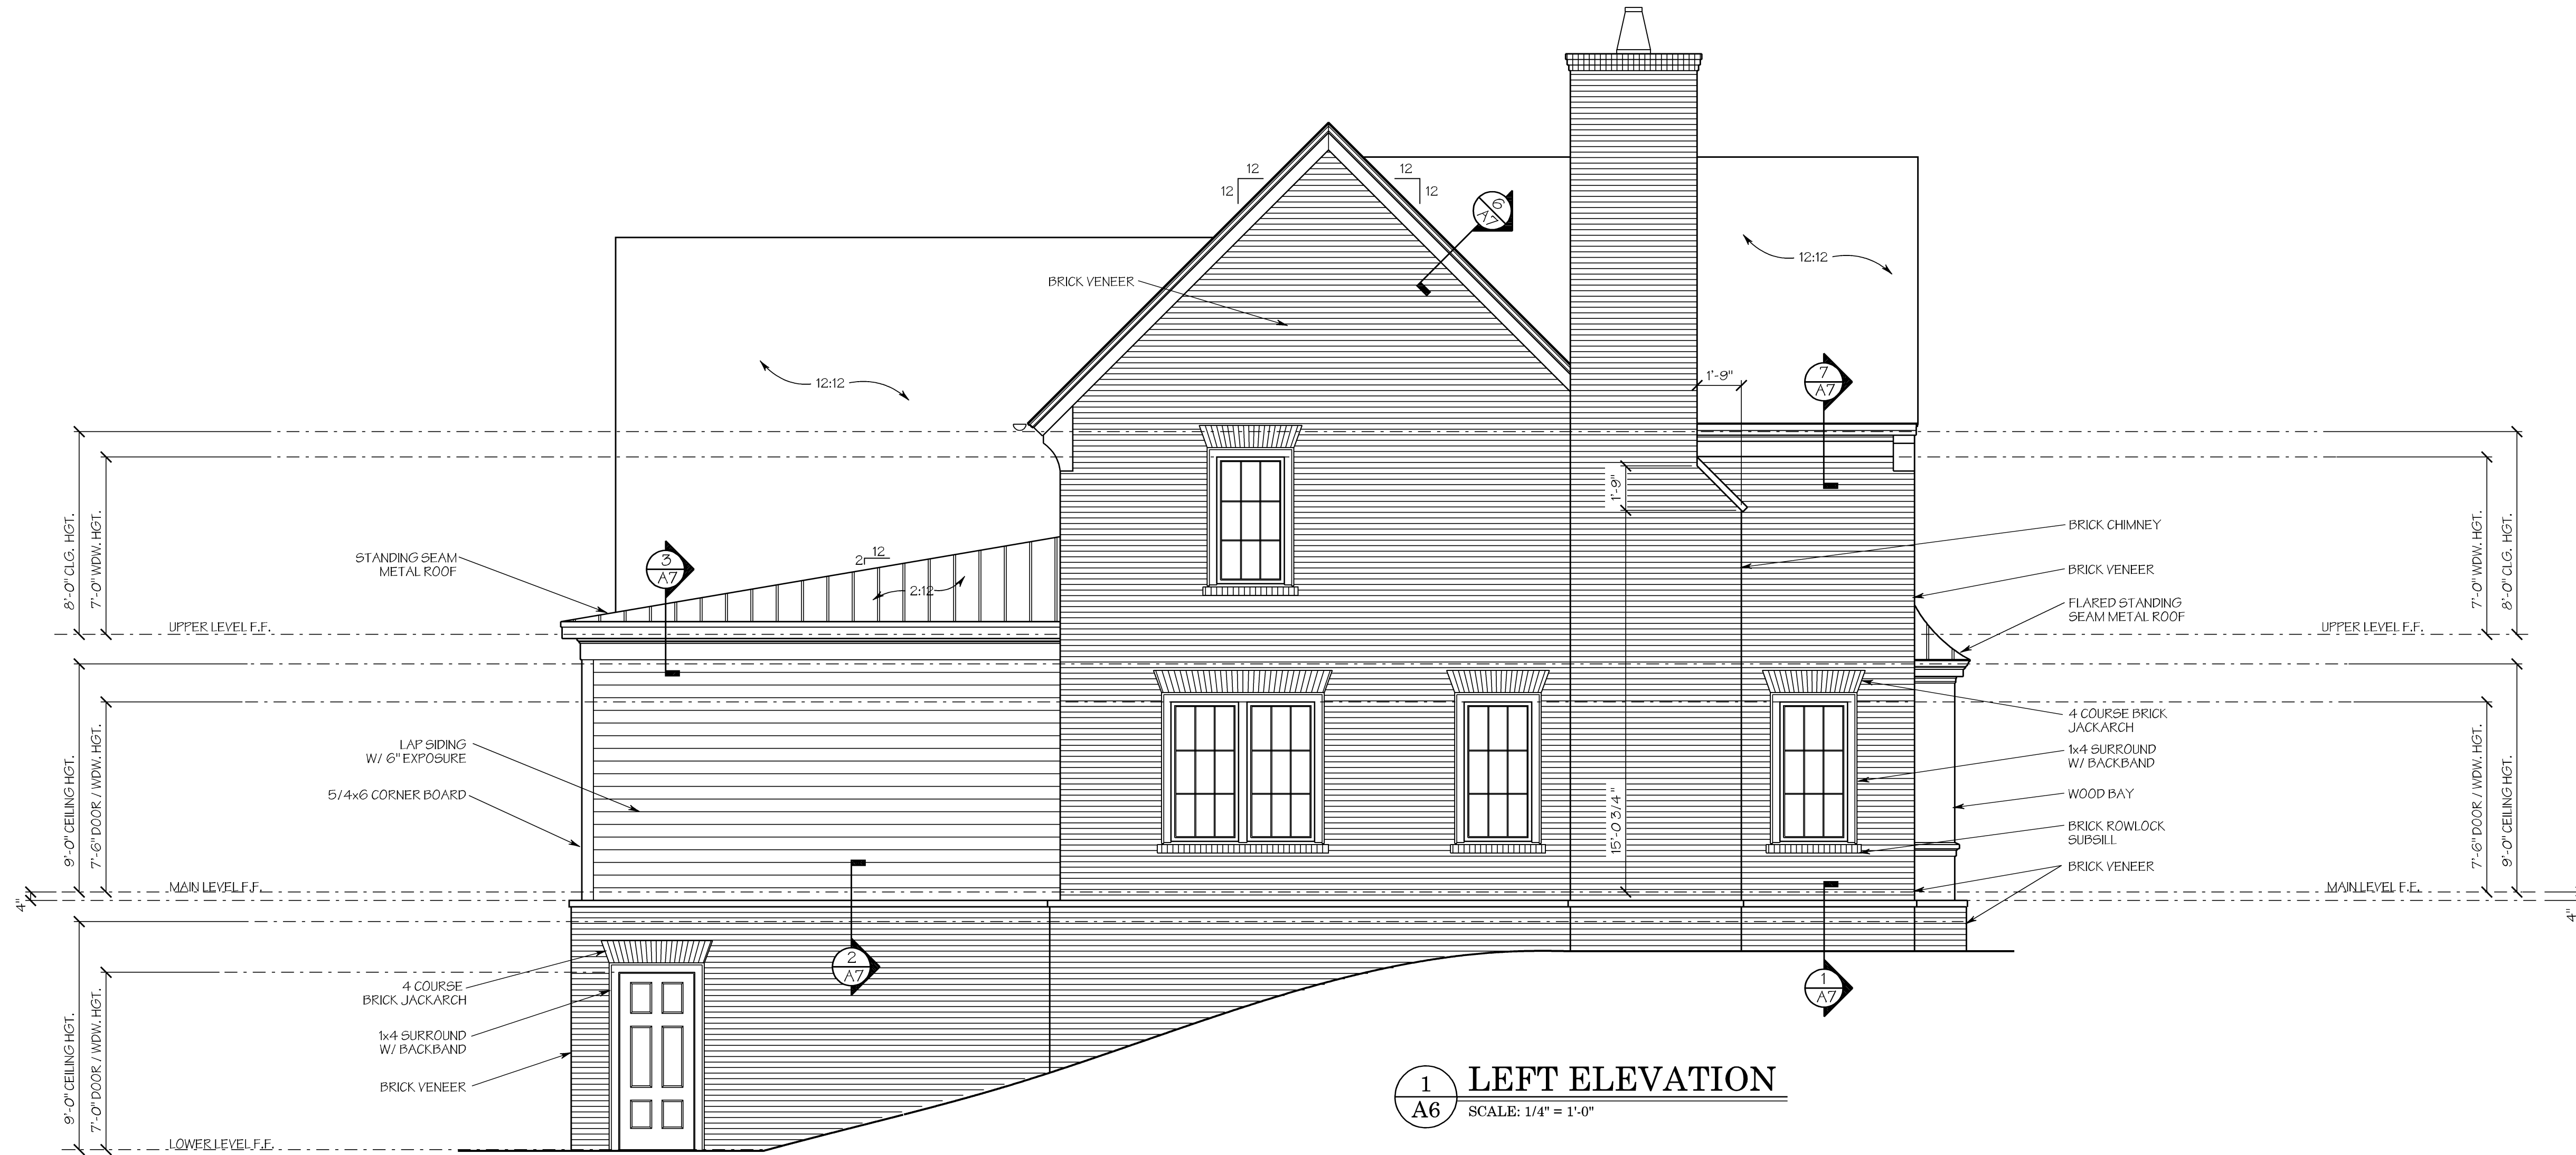 12
12
12
12
6
A7
12:12
BRICK VENEER
12:12
1'-9"
7
A7
1'-9"
8'-0" CLG. HGT.
7'-0" WDW. HGT.
7'-0" WDW. HGT.
8'-0" CLG. HGT.
BRICK CHIMNEY
STANDING SEAM
METAL ROOF
3
A7
12
2
2:12
BRICK VENEER
FLARED STANDING
SEAM METAL ROOF
UPPER LEVEL F.F.
UPPER LEVEL F.F.
4 COURSE BRICK
JACKARCH
LAP SIDING
W/ 6" EXPOSURE
1x4 SURROUND
W/ BACKBAND
5/4x6 CORNER BOARD
WOOD BAY
9'-0" CEILING HGT.
7'-6" DOOR / WDW. HGT.
15'-0 3/4"
7'-6" DOOR / WDW. HGT.
9'-0" CEILING HGT.
BRICK ROWLOCK
SUBSILL
BRICK VENEER
MAIN LEVEL F.F.
MAIN LEVEL F.F.
4"
4"
2
A7
1
A7
4 COURSE
BRICK JACKARCH
1x4 SURROUND
W/ BACKBAND
BRICK VENEER
9'-0" CEILING HGT.
7'-0" DOOR / WDW. HGT.
LOWER LEVEL F.F.
1
A6
LEFT ELEVATION
SCALE: 1/4" = 1'-0"